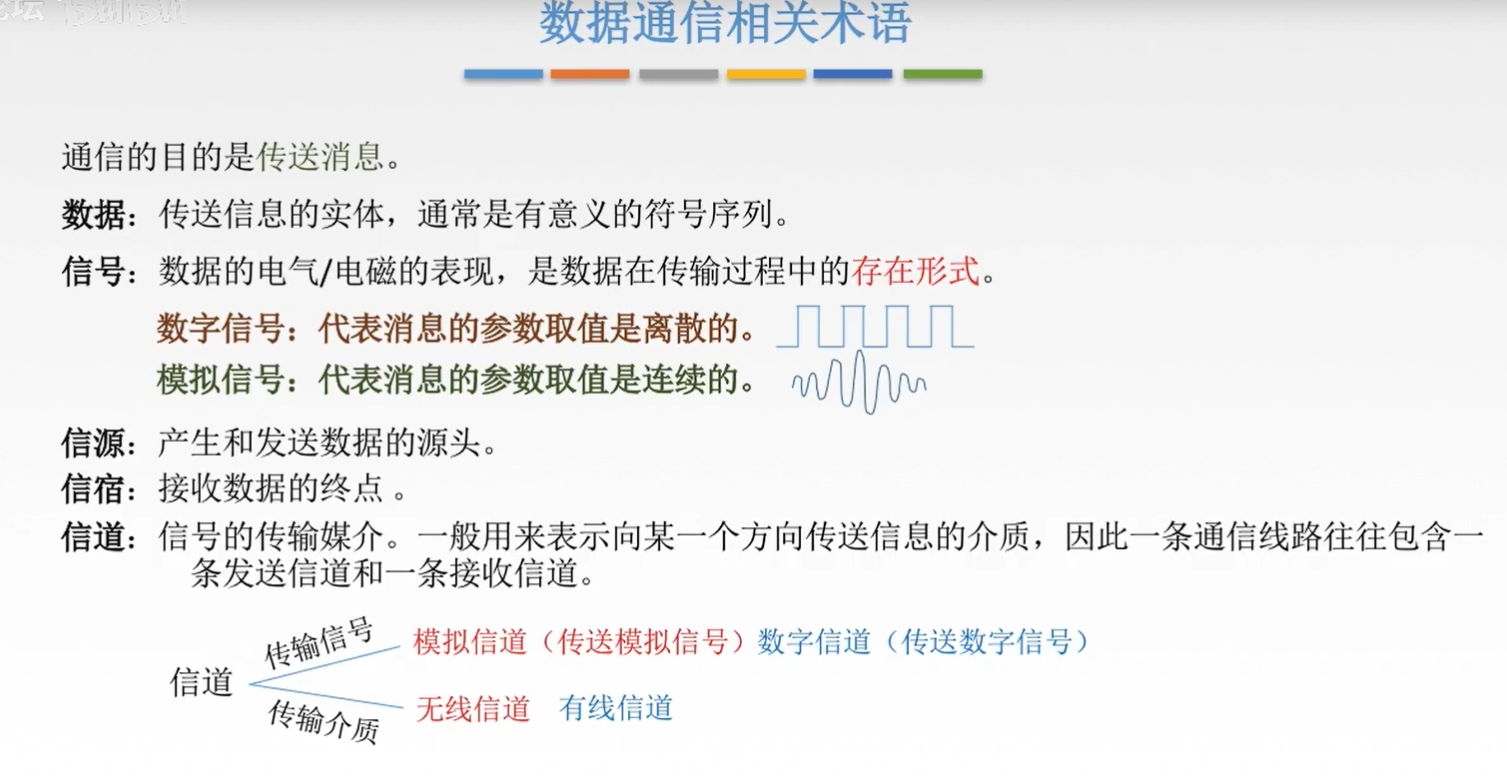 数据通信相关术语
通信的目的是传送消息。
数据：传送信息的实体，通常是有意义的符号序列。
信号：数据的电气/电磁的表现，是数据在传输过程中的存在形式。
数字信号：代表消息的参数取值是离散的。
模拟信号：代表消息的参数取值是连续的。
信源：产生和发送数据的源头。
信宿：接收数据的终点 。
信道：信号的传输媒介。一般用来表示向某一个方向传送信息的介质，因此一条通信线路往往包含一
条发送信道和一条接收信道。
传输信号
模拟信道（传送模拟信号）数字信道（传送数字信号）
信道
传输介质
无线信道 有线信道